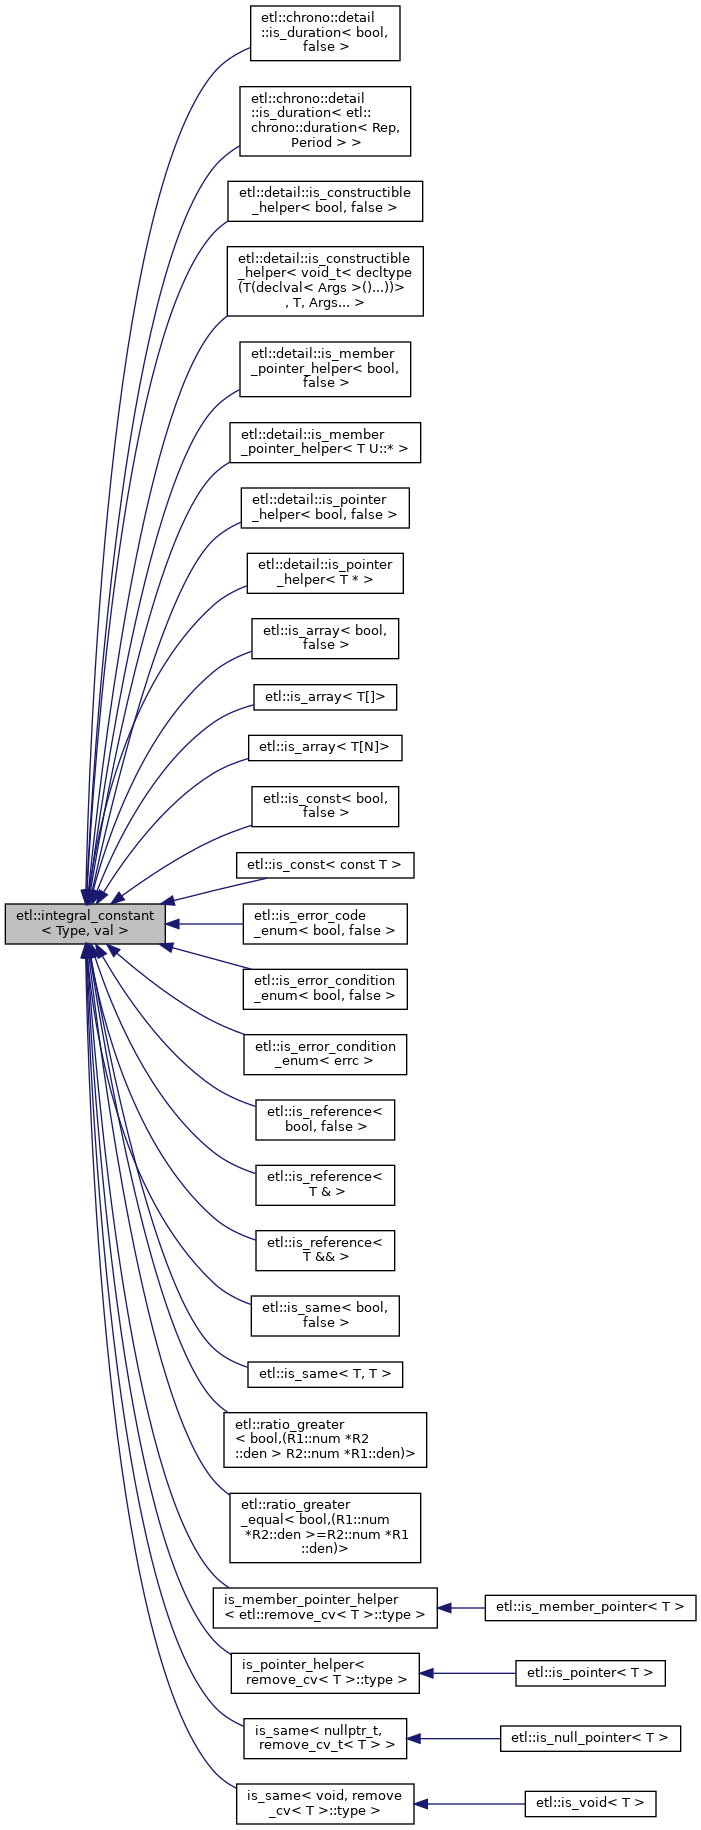 etl::chrono::detail
::is_duration< bool,
false >
etl::chrono::detail
::is_duration< etl::
chrono::duration< Rep,
Period > >
etl::detail::is_constructible
_helper< bool, false >
etl::detail::is_constructible
_helper< void_t< decltype
(T(declval< Args >()...))>
, T, Args... >
etl::detail::is_member
_pointer_helper< bool,
false >
etl::detail::is_member
_pointer_helper< T U::* >
etl::detail::is_pointer
_helper< bool, false >
etl::detail::is_pointer
_helper< T * >
etl::is_array< bool,
false >
etl::is_array< T[]>
etl::is_array< T[N]>
etl::is_const< bool,
false >
etl::is_const< const T >
etl::integral_constant
< Type, val >
etl::is_error_code
_enum< bool, false >
etl::is_error_condition
_enum< bool, false >
etl::is_error_condition
_enum< errc >
etl::is_reference<
bool, false >
etl::is_reference<
T & >
etl::is_reference<
T && >
etl::is_same< bool,
false >
etl::is_same< T, T >
etl::ratio_greater
< bool,(R1::num *R2
::den > R2::num *R1::den)>
etl::ratio_greater
_equal< bool,(R1::num
*R2::den >=R2::num *R1
::den)>
is_member_pointer_helper
< etl::remove_cv< T >::type >
etl::is_member_pointer< T >
is_pointer_helper<
remove_cv< T >::type >
etl::is_pointer< T >
is_same< nullptr_t,
remove_cv_t< T > >
etl::is_null_pointer< T >
is_same< void, remove
_cv< T >::type >
etl::is_void< T >